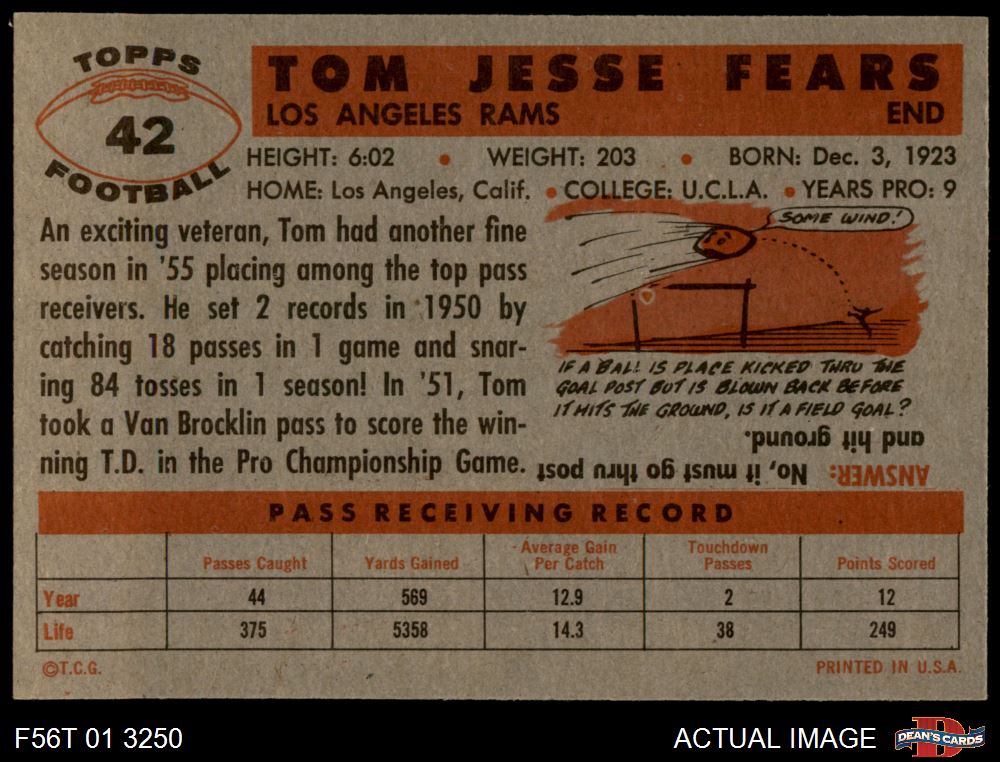 TOPPS
42
FOOTBALL
TOM JESSE FEARS
LOS ANGELES RAMS END
HEIGHT: 6:02 • WEIGHT: 203 • BORN: Dec. 3, 1923
HOME: Los Angeles, Calif. • COLLEGE: U.C.L.A. • YEARS PRO: 9
An exciting veteran, Tom had another fine
season in '55 placing among the top pass
receivers. He set 2 records in 1950 by
catching 18 passes in 1 game and snar-
ing 84 tosses in 1 season! In '51, Tom
took a Van Brocklin pass to score the win-
ning T.D. in the Pro Championship Game.
SOME WIND!
IF A BALL IS PLACE KICKED THRU THE
GOAL POST BUT IS BLOWN BACK BEFORE
IT HITS THE GROUND, IS IT A FIELD GOAL?
ANSWER: No, it must go thru post
and hit ground.
PASS RECEIVING RECORD
Passes Caught Yards Gained Average Gain Per Catch Touchdown Passes Points Scored
Year 44 569 12.9 2 12
Life 375 5358 14.3 38 249
©T.C.G. PRINTED IN U.S.A.
F56T 01 3250 ACTUAL IMAGE DEAN'S CARDS